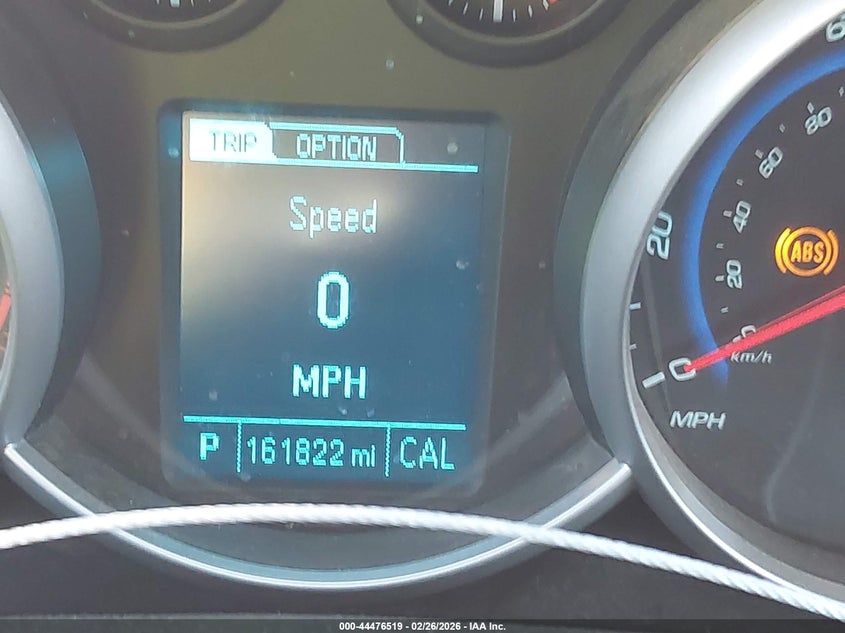 TRIP OPTION
Speed
0
MPH
P 161822 mi CAL
80
60
40
20
20
ABS
0
km/h
MPH
000-44476519 - 02/26/2026 - IAA Inc.